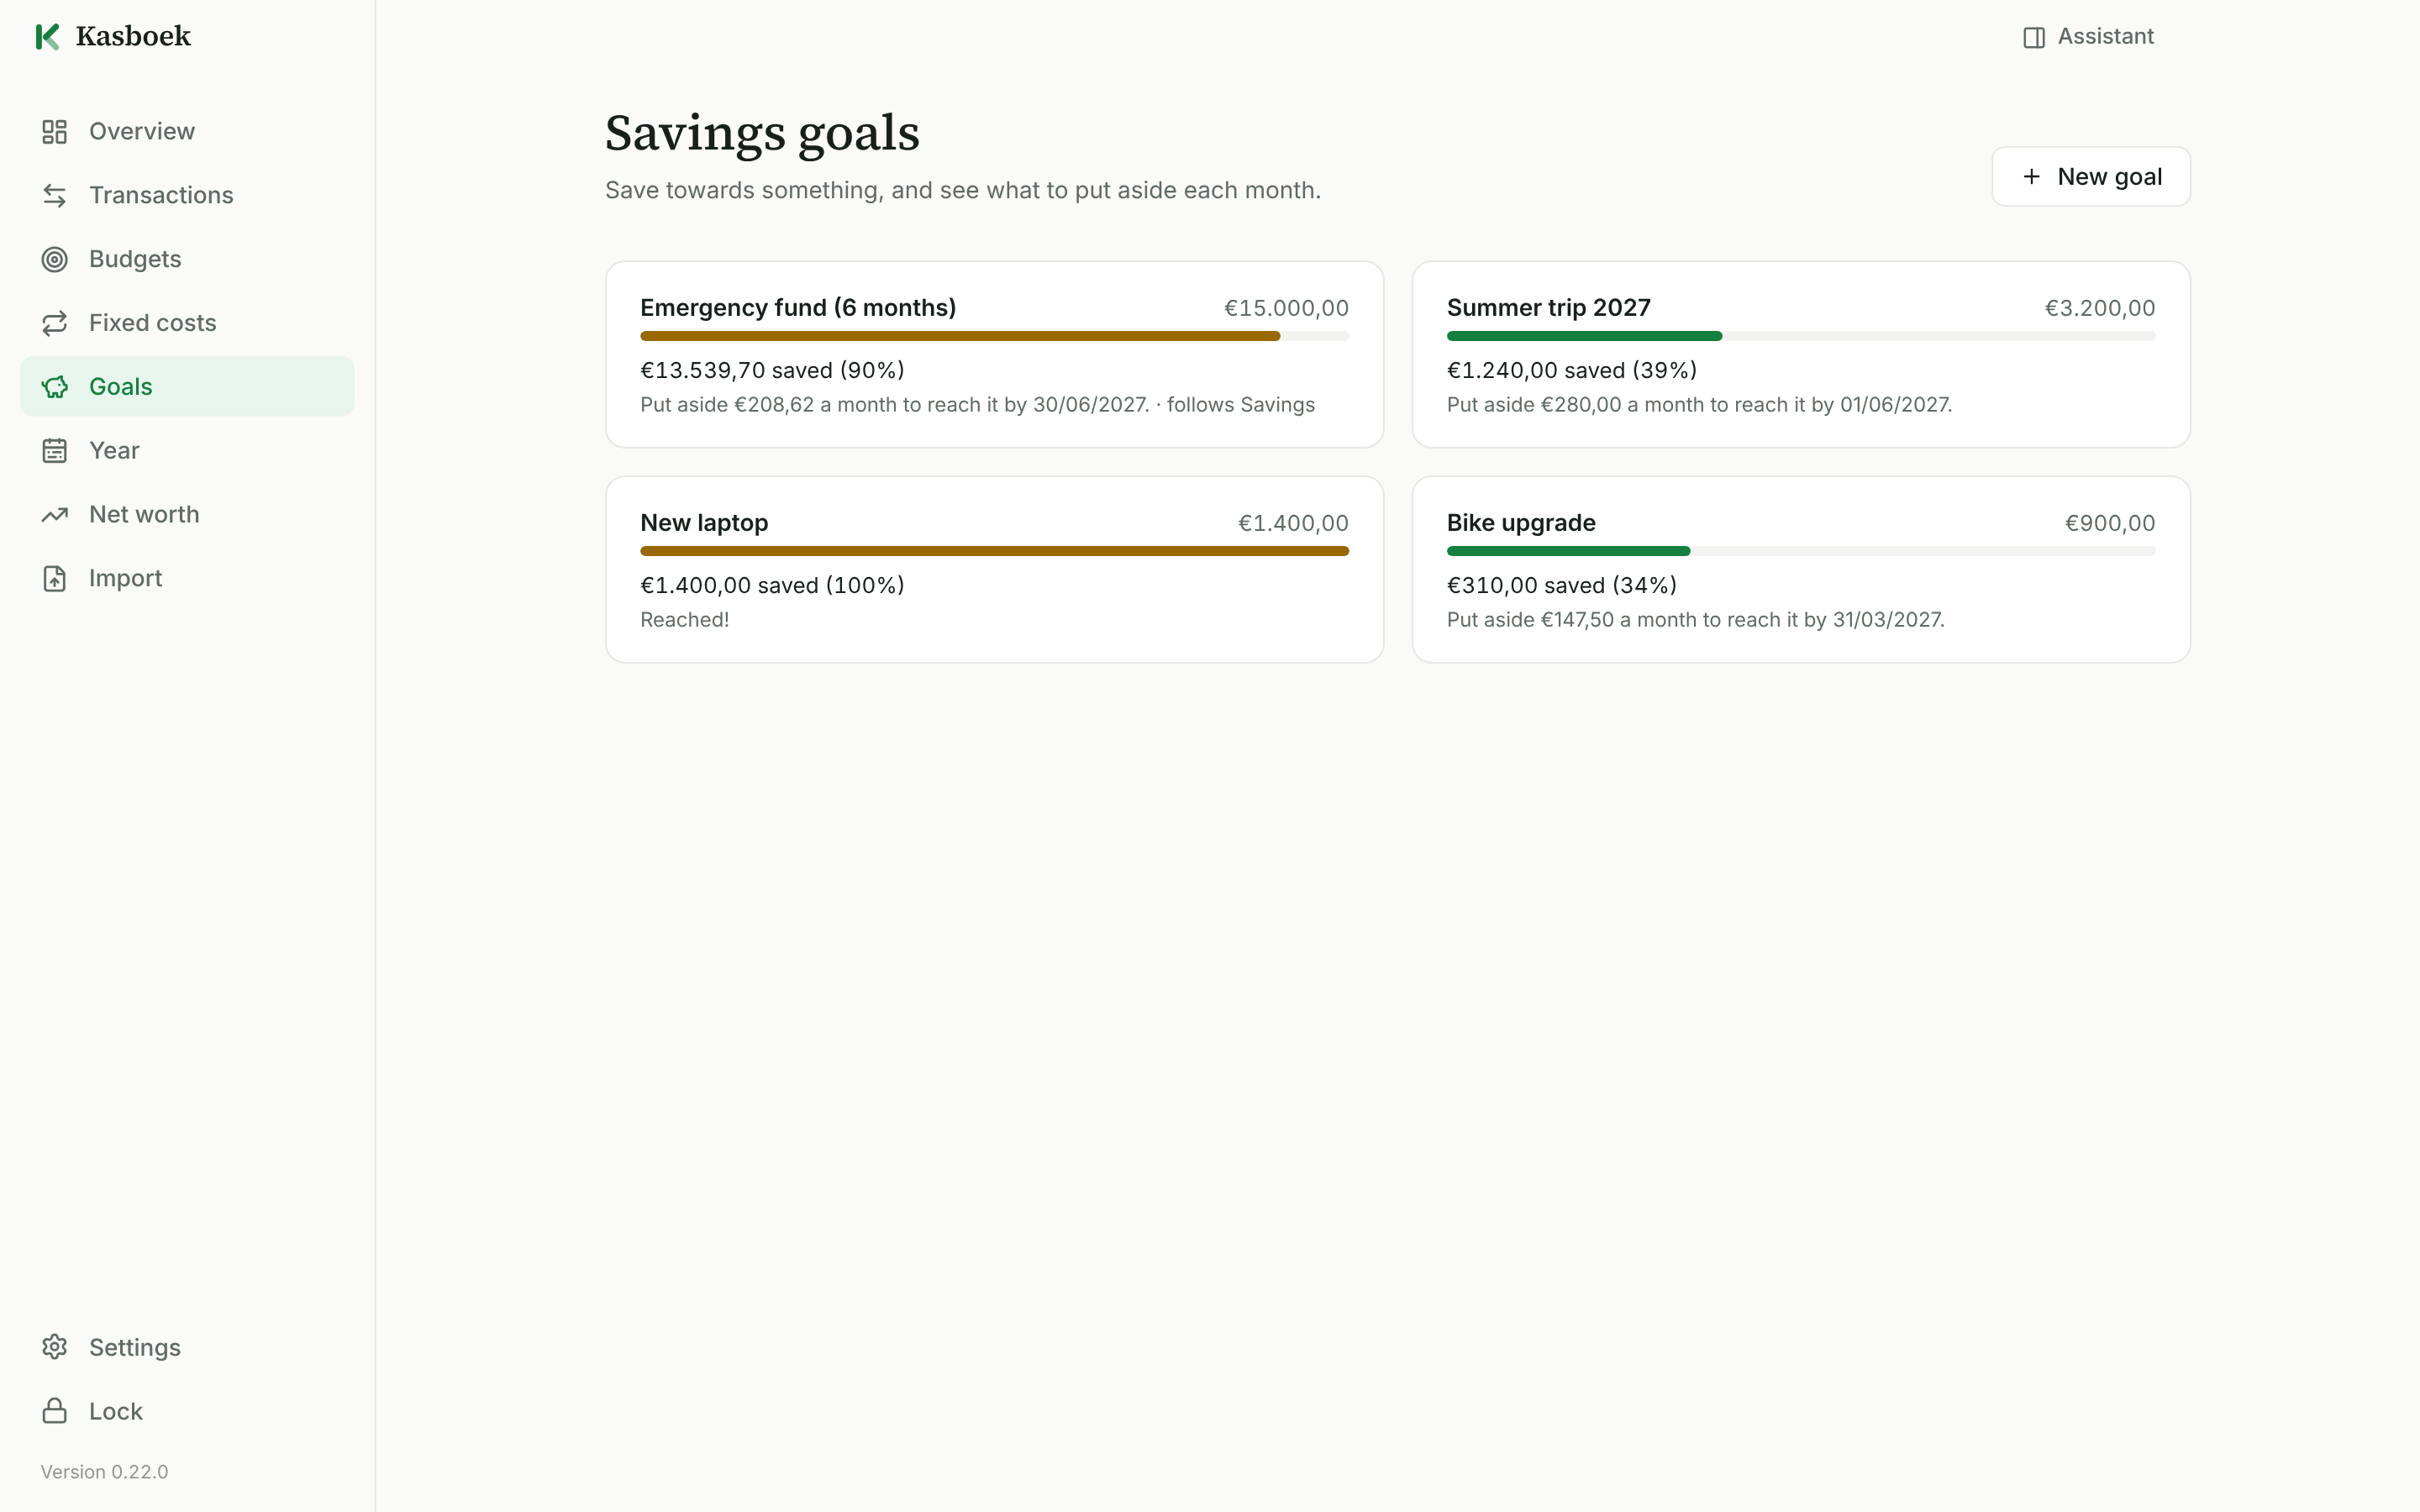 Kasboek
Assistant
Overview
Transactions
Budgets
Fixed costs
Goals
Year
Net worth
Import
Settings
Lock
Version 0.22.0
Savings goals
Save towards something, and see what to put aside each month.
New goal
Emergency fund (6 months) €15.000,00
€13.539,70 saved (90%)
Put aside €208,62 a month to reach it by 30/06/2027. · follows Savings
Summer trip 2027 €3.200,00
€1.240,00 saved (39%)
Put aside €280,00 a month to reach it by 01/06/2027.
New laptop €1.400,00
€1.400,00 saved (100%)
Reached!
Bike upgrade €900,00
€310,00 saved (34%)
Put aside €147,50 a month to reach it by 31/03/2027.